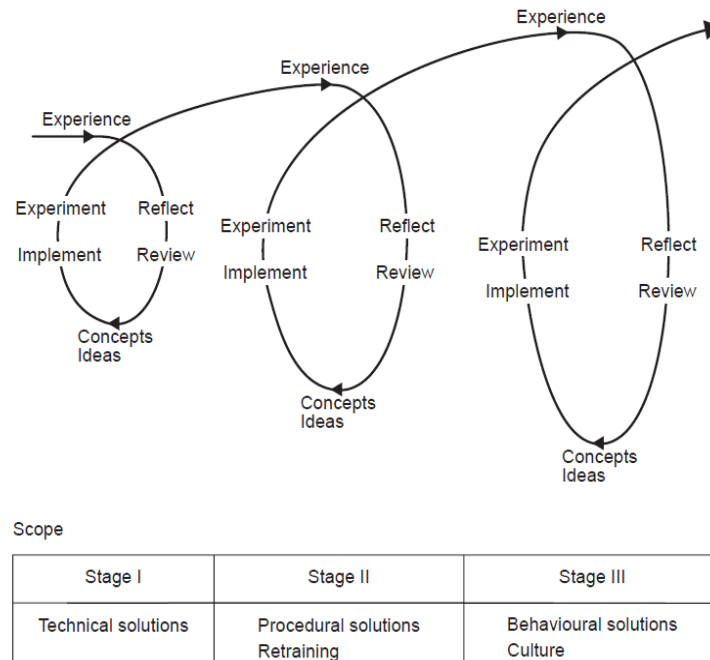 Experience
Experience
Experience
Experiment
Reflect
Implement
Review
Concepts
Ideas
Experiment
Reflect
Implement
Review
Concepts
Ideas
Experiment
Reflect
Implement
Review
Concepts
Ideas
Scope
Stage I
Stage II
Stage III
Technical solutions
Procedural solutions
Retraining
Behavioural solutions
Culture